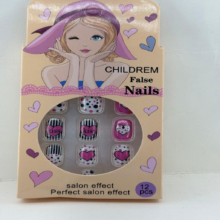 CHILDREM
False
Nails
salon effect
Perfect salon effect
12
pcs